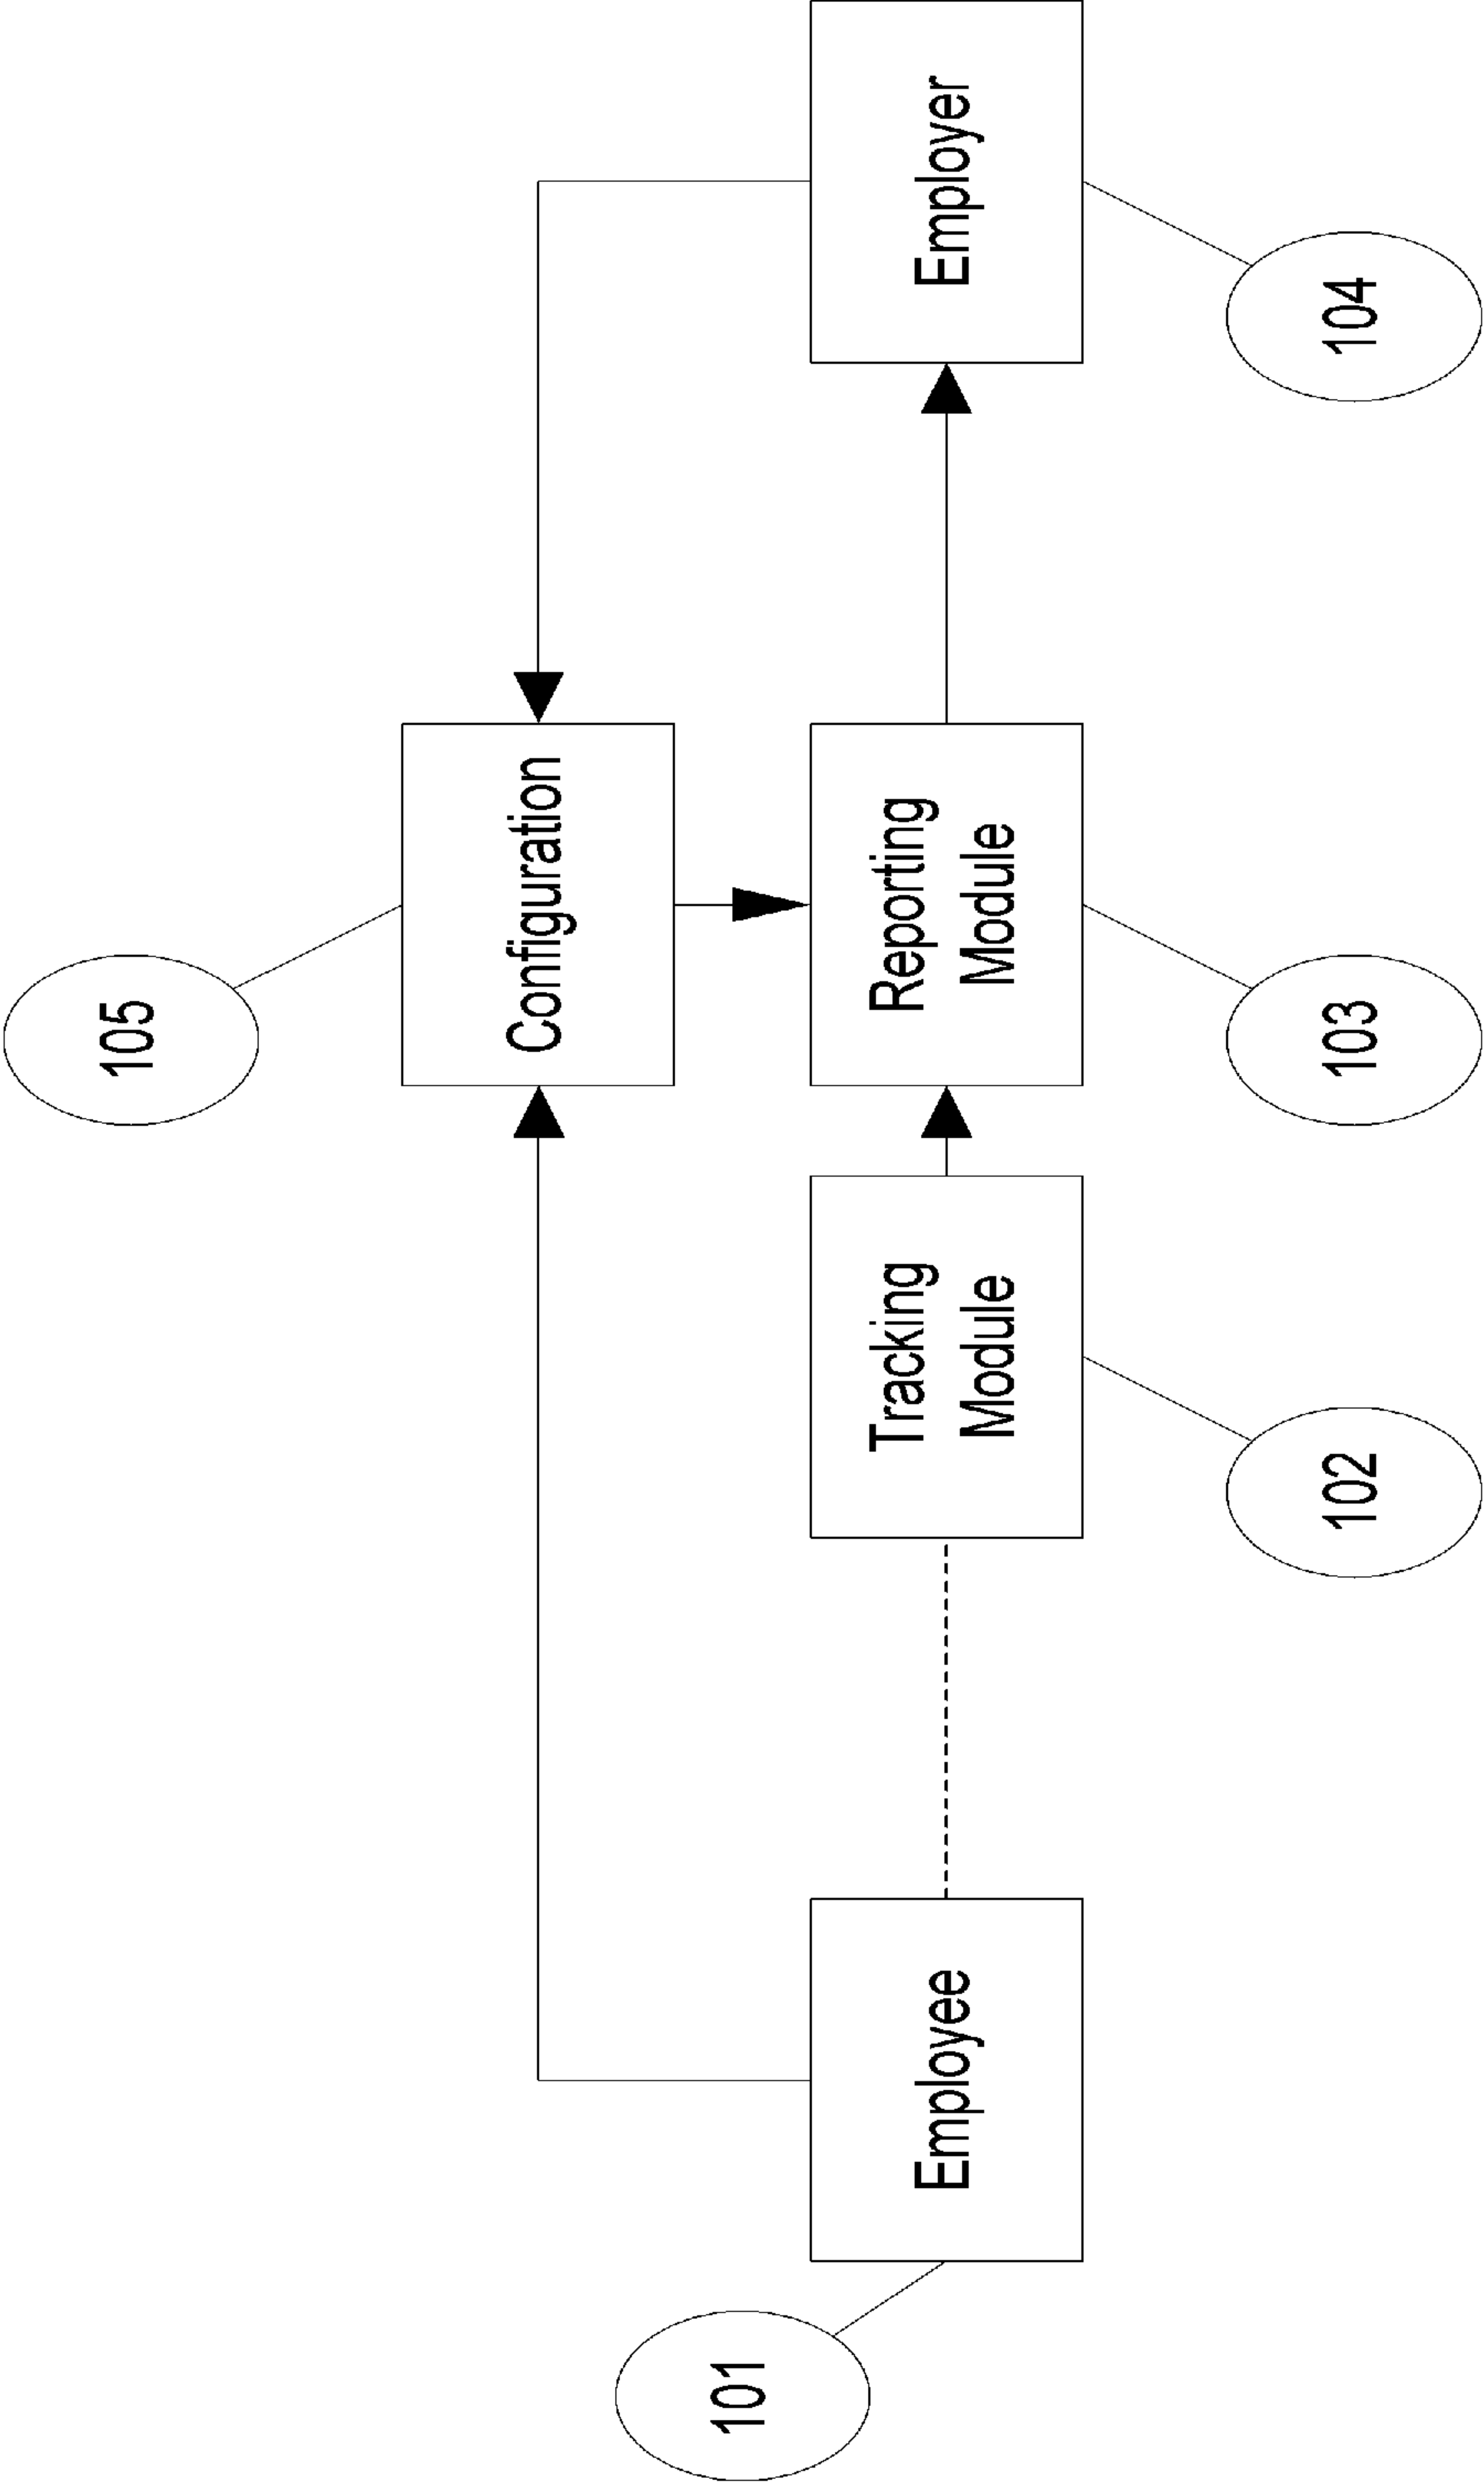 105
Configuration
Employee
Tracking
Module
Reporting
Module
Employer
101
102
103
104